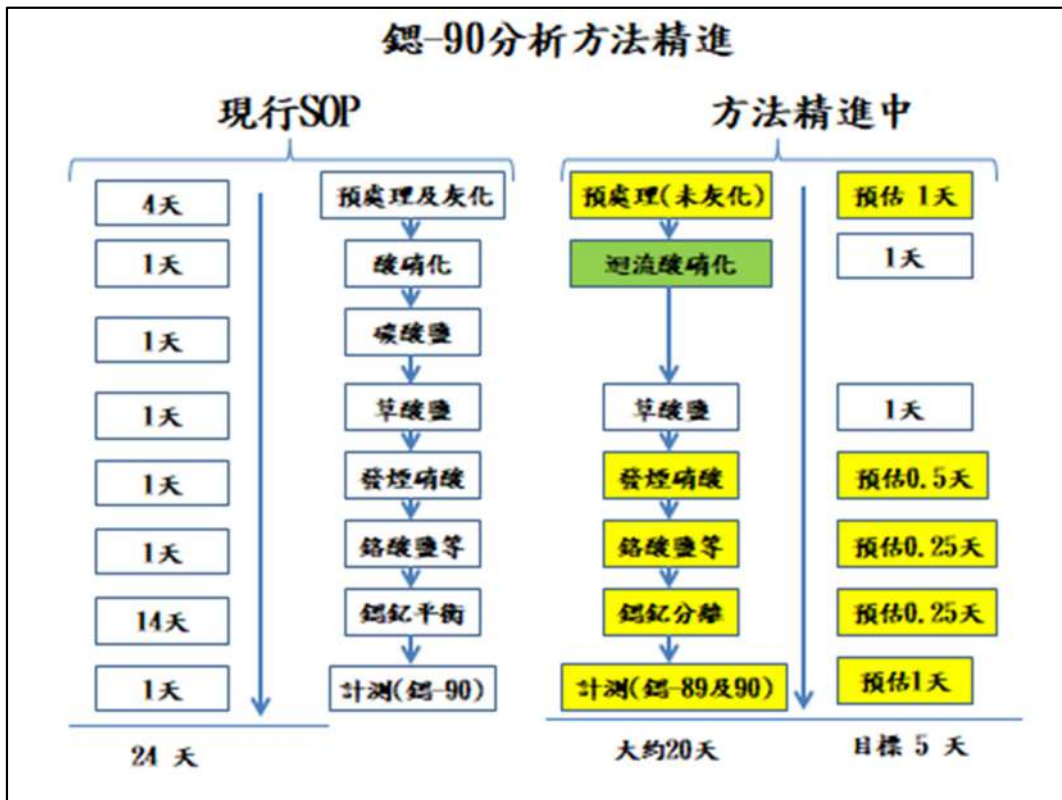 鍶-90分析方法精進
現行SOP
方法精進中
4天
預處理及灰化
預處理(未灰化)
預估 1天
1天
酸硝化
迴流酸硝化
1天
1天
碳酸鹽
1天
草酸鹽
草酸鹽
1天
1天
發煙硝酸
發煙硝酸
預估0.5天
1天
鉻酸鹽等
鉻酸鹽等
預估0.25天
14天
鍶釔平衡
鍶釔分離
預估0.25天
1天
計測(鍶-90)
計測(鍶-89及90)
預估1天
24 天
大約20天
目標 5 天